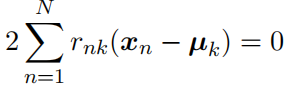 $2\sum_{n=1}^{N} r_{nk}(\boldsymbol{x}_n - \boldsymbol{\mu}_k) = 0$